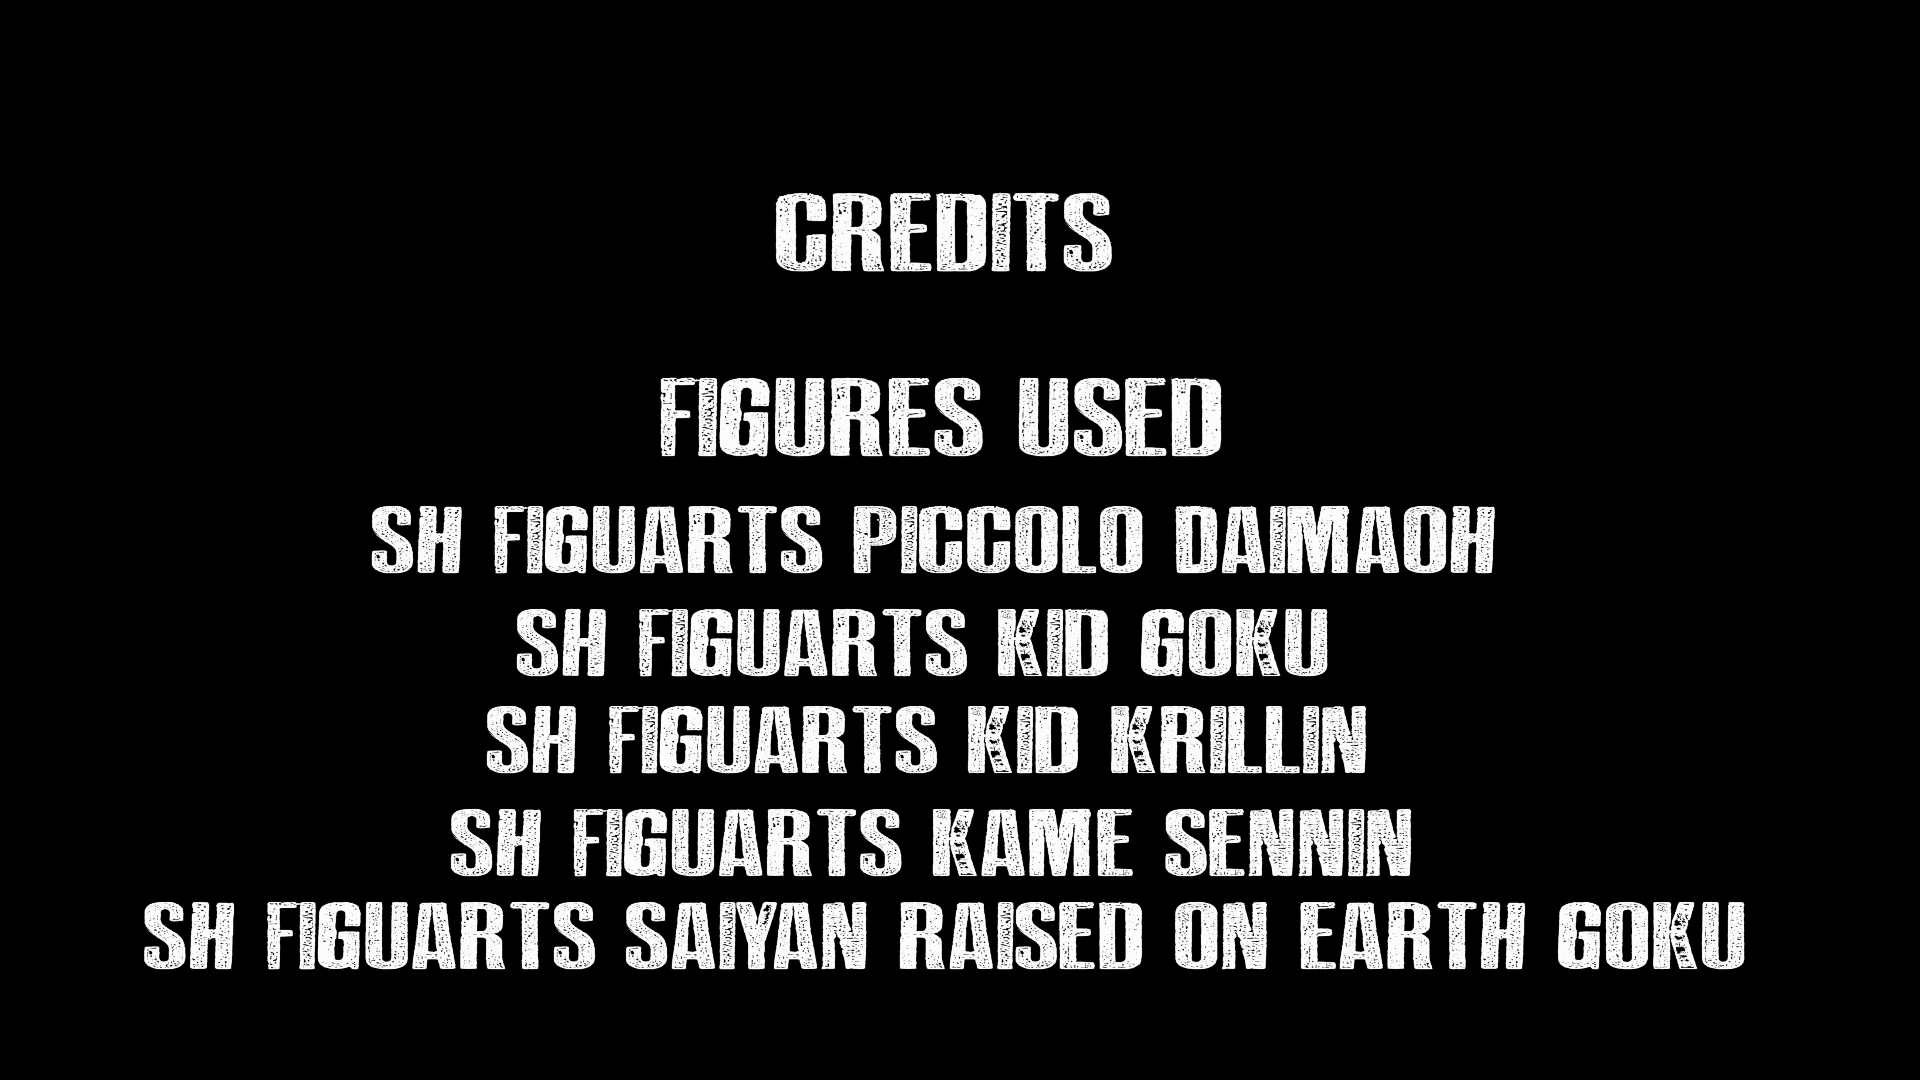 CREDITS
FIGURES USED
SH FIGUARTS PICCOLO DAIMAOH
SH FIGUARTS KID GOKU
SH FIGUARTS KID KRILLIN
SH FIGUARTS KAME SENNIN
SH FIGUARTS SAIYAN RAISED ON EARTH GOKU